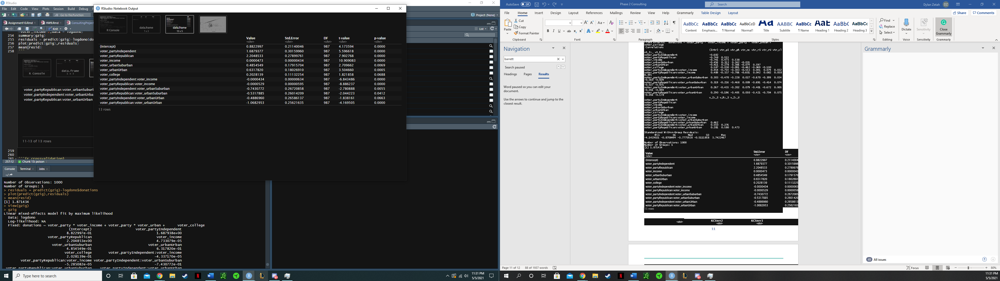 RStudio
File Edit Code View Plots Session Build Debug
Go to file/function
Project: (None)
Assignment10.Rmd HW9.Rmd ConsultingProject
Knit
List
254 summary(gzig)
255 residuals = predict(gzig)-logdono$do
256 plot(predict(gzig),residuals)
257 mean(resid)
258 ```
R Console
data.frame
1 x 3
voter_partyRepublican:voter_urbanSuburb
voter_partyIndependent:voter_urbanUrba
voter_partyRepublican:voter_urbanUrban
11-13 of 13 rows
259
260
261 ```{r crossvalidation}
257:12 Chunk 13: poison
RStudio: Notebook Output
R Console
data.frame
1 x 3
data.frame
13 x 5
Value Std.Error DF t-value p-value
<chr> <chr> <chr> <chr> <chr>
(Intercept) 0.8822997 0.21140046 987 4.173594 0.0000
voter_partyIndependent 1.6879377 0.30159960 987 5.596618 0.0000
voter_partyRepublican 2.2048533 0.27899761 987 7.902768 0.0000
voter_income 0.0000473 0.00000434 987 10.909083 0.0000
voter_urbanSuburban 0.4854549 0.17915704 987 2.709662 0.0069
voter_urbanUrban 0.6317820 0.18026910 987 3.504660 0.0005
voter_college 0.2028139 0.11132254 987 1.821858 0.0688
voter_partyIndependent:voter_income -0.0000434 0.00000634 987 -6.843486 0.0000
voter_partyRepublican:voter_income -0.0000529 0.00000595 987 -8.886237 0.0000
voter_partyIndependent:voter_urbanSuburban -0.7430772 0.26720858 987 -2.780888 0.0055
voter_partyRepublican:voter_urbanSuburban -0.5317885 0.26014209 987 -2.044223 0.0412
voter_partyIndependent:voter_urbanUrban -0.4886960 0.26586137 987 -1.838161 0.0663
voter_partyRepublican:voter_urbanUrban -1.0682953 0.25621635 987 -4.169505 0.0000
13 rows
Console Terminal Jobs
~/
Number of Observations: 1000
Number of Groups: 1
> residuals = predict(gzig)-logdono$donations
> plot(predict(gzig),residuals)
> mean(resid)
[1] 1.871434
> View(gzig)
> gzig
Linear mixed-effects model fit by maximum likelihood
Data: logdono
Log-likelihood: NA
Fixed: donations ~ voter_party * voter_income + voter_party * voter_urban + voter_college
(Intercept) voter_partyIndependent
8.822997e-01 1.687938e+00
voter_partyRepublican voter_income
2.204853e+00 4.733079e-05
voter_urbanSuburban voter_urbanUrban
4.854549e-01 6.317820e-01
voter_college voter_partyIndependent:voter_income
2.028139e-01 -4.337170e-05
voter_partyRepublican:voter_income voter_partyIndependent:voter_urbanSuburban
-5.285082e-05 -7.430772e-01
voter_partyRepublican:voter_urbanSuburban voter_partyIndependent:voter_urbanUrban
Type here to search
11:31 PM
5/5/2021
AutoSave Off Phase 2 Consulting Search Dylan Zetah DZ
File Home Insert Design Layout References Mailings Review View Help Grammarly Table Design Layout Share Comments
Paste Cut Copy Format Painter
Clipboard Font Paragraph Styles Editing Voice Sensitivity Grammarly
Content Emphasis... ¶ Normal Normal1 Title Subtitle ¶ Name Heading 1 Heading 2 Heading 3
Find Replace Select Dictate Sensitivity Close Grammarly
Navigation
barrett
Search paused
Headings Pages Results
Word paused so you can edit your
document.
Use the arrows to continue and jump to the
closest result.
Fixed effects: donations ~ voter_party * voter_income + voter_party * voter_urban +
voter_college
Correlation:
(Intr) vtr_pI vtr_pR vtr_nc vtr_rS vtr_rU vtr_cl
vt_I:_ vt_R:_
voter_partyIndependent -0.682
voter_partyRepublican -0.748 0.515
voter_income -0.741 0.473 0.538
voter_urbanSuburban -0.456 0.313 0.342 -0.031
voter_urbanUrban -0.411 0.278 0.306 -0.074 0.597
voter_college 0.187 -0.030 -0.091 -0.462 -0.069 -0.100
voter_partyIndependent:voter_income 0.454 -0.754 -0.343 -0.553 0.041 0.079 0.032
voter_partyRepublican:voter_income 0.489 -0.337 -0.706 -0.601 0.042 0.082 0.058
0.395
voter_partyIndependent:voter_urbanSuburban 0.303 -0.470 -0.228 0.027 -0.670 -0.399 0.034
-0.010 -0.029
voter_partyRepublican:voter_urbanSuburban 0.319 -0.216 -0.468 0.009 -0.691 -0.414 0.074
-0.027 -0.071
voter_partyIndependent:voter_urbanUrban 0.267 -0.435 -0.202 0.079 -0.401 -0.672 0.005
-0.056 -0.059
voter_partyRepublican:voter_urbanUrban 0.290 -0.196 -0.405 0.050 -0.421 -0.704 0.075
-0.056 -0.178
v_I:_S v_R:_S v_I:_U
voter_partyIndependent
voter_partyRepublican
voter_income
voter_urbanSuburban
voter_urbanUrban
voter_college
voter_partyIndependent:voter_income
voter_partyRepublican:voter_income
voter_partyIndependent:voter_urbanSuburban
voter_partyRepublican:voter_urbanSuburban 0.462
voter_partyIndependent:voter_urbanUrban 0.550 0.276
voter_partyRepublican:voter_urbanUrban 0.281 0.580 0.473
Standardized Within-Group Residuals:
Min Q1 Med Q3 Max
-4.1419021 -0.8708494 -0.7775928 -0.5111858 3.7422467
Number of Observations: 1000
Number of Groups: 1
[1] 1.871434
Value Std.Error DF
<chr> <chr> <chr>
(Intercept) 0.8822997 0.2114004
voter_partyIndependent 1.6879377 0.3015996
voter_partyRepublican 2.2048533 0.2789976
voter_income 0.0000473 0.0000043
voter_urbanSuburban 0.4854549 0.1791570
voter_urbanUrban 0.6317820 0.1802691
voter_college 0.2028139 0.1113225
voter_partyIndependent:voter_income -0.0000434 0.0000063
voter_partyRepublican:voter_income -0.0000529 0.0000059
voter_partyIndependent:voter_urbanSuburban -0.7430772 0.2672085
voter_partyRepublican:voter_urbanSuburban -0.5317885 0.2601420
voter_partyIndependent:voter_urbanUrban -0.4886960 0.2658613
voter_partyRepublican:voter_urbanUrban -1.0682953 0.2562163
13 rows
KCVerr2 KCVerr3
<dbl> <dbl> <dbl>
11
Grammarly
49 All issues
Page 11 of 12 88 of 1937 words Focus 80%
11:31 PM
5/5/2021